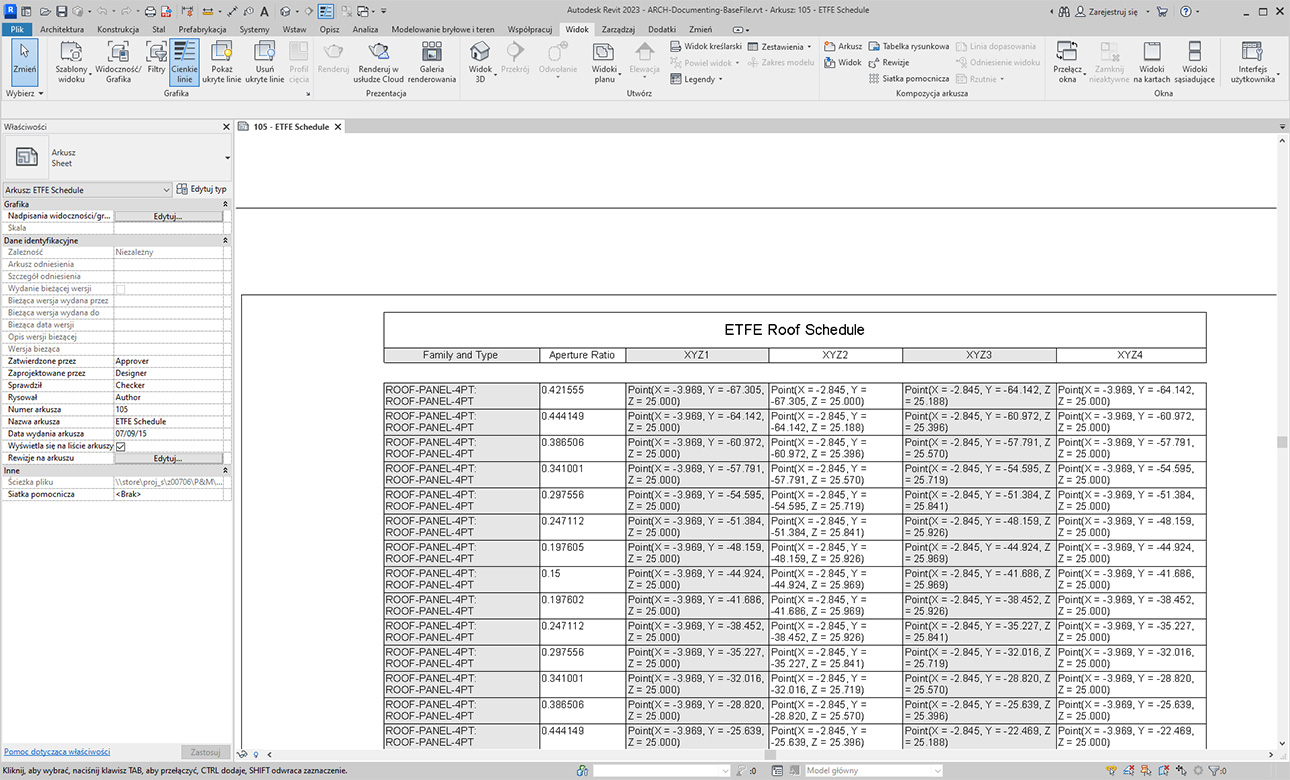 Autodesk Revit 2023 - ARCH-Documenting-BaseFile.rvt - Arkusz: 105 - ETFE Schedule
Zarejestruj się
Plik Architektura Konstrukcja Stal Prefabrykacja Systemy Wstaw Opisz Analiza Modelowanie bryłowe i teren Współpracuj Widok Zarządzaj Dodatki Zmień
Zmień
Szablony widoku
Widoczność/ Grafika
Filtry
Cienkie linie
Pokaż ukryte linie
Usuń ukryte linie
Profil cięcia
Renderuj
Renderuj w usłudze Cloud
Galeria renderowania
Widok 3D
Przekrój
Odwołanie
Widoki planu
Elewacja
Widok kreślarski
Powiel widok
Legendy
Zestawienia
Zakres modelu
Arkusz
Widok
Tabelka rysunkowa
Rewizje
Siatka pomocnicza
Linia dopasowania
Odniesienie widoku
Rzutnie
Przełącz okna
Zamknij nieaktywne
Widoki na kartach
Widoki sąsiadujące
Interfejs użytkownika
Wybierz Grafika Prezentacja Utwórz Kompozycja arkusza Okna
Właściwości
105 - ETFE Schedule
Arkusz
Sheet
Arkusz: ETFE Schedule Edytuj typ
Grafika
Nadpisania widoczności/gr... Edytuj...
Skala
Dane identyfikacyjne
Zależność Niezależny
Arkusz odniesienia
Szczegół odniesienia
Wydanie bieżącej wersji
Bieżąca wersja wydana przez
Bieżąca wersja wydana do
Bieżąca data wersji
Opis wersji bieżącej
Wersja bieżąca
Zatwierdzone przez Approver
Zaprojektowane przez Designer
Sprawdził Checker
Rysował Author
Numer arkusza 105
Nazwa arkusza ETFE Schedule
Data wydania arkusza 07/09/15
Wyświetla się na liście arkuszy
Rewizje na arkuszu Edytuj...
Inne
Ścieżka pliku \\store\proj_s\z00706\P&M\...
Siatka pomocnicza <Brak>
Pomoc dotycząca właściwości Zastosuj
ETFE Roof Schedule
Family and Type Aperture Ratio XYZ1 XYZ2 XYZ3 XYZ4
ROOF-PANEL-4PT: 0.421555 Point(X = -3.969, Y = -67.305, Point(X = -2.845, Y = Point(X = -2.845, Y = -64.142, Z Point(X = -3.969, Y = -64.142,
ROOF-PANEL-4PT Z = 25.000) -67.305, Z = 25.000) = 25.188) Z = 25.000)
ROOF-PANEL-4PT: 0.444149 Point(X = -3.969, Y = -64.142, Point(X = -2.845, Y = Point(X = -2.845, Y = -60.972, Z Point(X = -3.969, Y = -60.972,
ROOF-PANEL-4PT Z = 25.000) -64.142, Z = 25.188) = 25.396) Z = 25.000)
ROOF-PANEL-4PT: 0.386506 Point(X = -3.969, Y = -60.972, Point(X = -2.845, Y = Point(X = -2.845, Y = -57.791, Z Point(X = -3.969, Y = -57.791,
ROOF-PANEL-4PT Z = 25.000) -60.972, Z = 25.396) = 25.570) Z = 25.000)
ROOF-PANEL-4PT: 0.341001 Point(X = -3.969, Y = -57.791, Point(X = -2.845, Y = Point(X = -2.845, Y = -54.595, Z Point(X = -3.969, Y = -54.595,
ROOF-PANEL-4PT Z = 25.000) -57.791, Z = 25.570) = 25.719) Z = 25.000)
ROOF-PANEL-4PT: 0.297556 Point(X = -3.969, Y = -54.595, Point(X = -2.845, Y = Point(X = -2.845, Y = -51.384, Z Point(X = -3.969, Y = -51.384,
ROOF-PANEL-4PT Z = 25.000) -54.595, Z = 25.719) = 25.841) Z = 25.000)
ROOF-PANEL-4PT: 0.247112 Point(X = -3.969, Y = -51.384, Point(X = -2.845, Y = Point(X = -2.845, Y = -48.159, Z Point(X = -3.969, Y = -48.159,
ROOF-PANEL-4PT Z = 25.000) -51.384, Z = 25.841) = 25.926) Z = 25.000)
ROOF-PANEL-4PT: 0.197605 Point(X = -3.969, Y = -48.159, Point(X = -2.845, Y = Point(X = -2.845, Y = -44.924, Z Point(X = -3.969, Y = -44.924,
ROOF-PANEL-4PT Z = 25.000) -48.159, Z = 25.926) = 25.969) Z = 25.000)
ROOF-PANEL-4PT: 0.15 Point(X = -3.969, Y = -44.924, Point(X = -2.845, Y = Point(X = -2.845, Y = -41.686, Z Point(X = -3.969, Y = -41.686,
ROOF-PANEL-4PT Z = 25.000) -44.924, Z = 25.969) = 25.969) Z = 25.000)
ROOF-PANEL-4PT: 0.197602 Point(X = -3.969, Y = -41.686, Point(X = -2.845, Y = Point(X = -2.845, Y = -38.452, Z Point(X = -3.969, Y = -38.452,
ROOF-PANEL-4PT Z = 25.000) -41.686, Z = 25.969) = 25.926) Z = 25.000)
ROOF-PANEL-4PT: 0.247112 Point(X = -3.969, Y = -38.452, Point(X = -2.845, Y = Point(X = -2.845, Y = -35.227, Z Point(X = -3.969, Y = -35.227,
ROOF-PANEL-4PT Z = 25.000) -38.452, Z = 25.926) = 25.841) Z = 25.000)
ROOF-PANEL-4PT: 0.297556 Point(X = -3.969, Y = -35.227, Point(X = -2.845, Y = Point(X = -2.845, Y = -32.016, Z Point(X = -3.969, Y = -32.016,
ROOF-PANEL-4PT Z = 25.000) -35.227, Z = 25.841) = 25.719) Z = 25.000)
ROOF-PANEL-4PT: 0.341001 Point(X = -3.969, Y = -32.016, Point(X = -2.845, Y = Point(X = -2.845, Y = -28.820, Z Point(X = -3.969, Y = -28.820,
ROOF-PANEL-4PT Z = 25.000) -32.016, Z = 25.719) = 25.570) Z = 25.000)
ROOF-PANEL-4PT: 0.386506 Point(X = -3.969, Y = -28.820, Point(X = -2.845, Y = Point(X = -2.845, Y = -25.639, Z Point(X = -3.969, Y = -25.639,
ROOF-PANEL-4PT Z = 25.000) -28.820, Z = 25.570) = 25.396) Z = 25.000)
ROOF-PANEL-4PT: 0.444149 Point(X = -3.969, Y = -25.639, Point(X = -2.845, Y = Point(X = -2.845, Y = -22.469, Z Point(X = -3.969, Y = -22.469,
ROOF-PANEL-4PT Z = 25.000) -25.639, Z = 25.396) = 25.188) Z = 25.000)
Kliknij, aby wybrać, naciśnij klawisz TAB, aby przełączyć, CTRL dodaje, SHIFT odwraca zaznaczenie. :0 Model główny :0